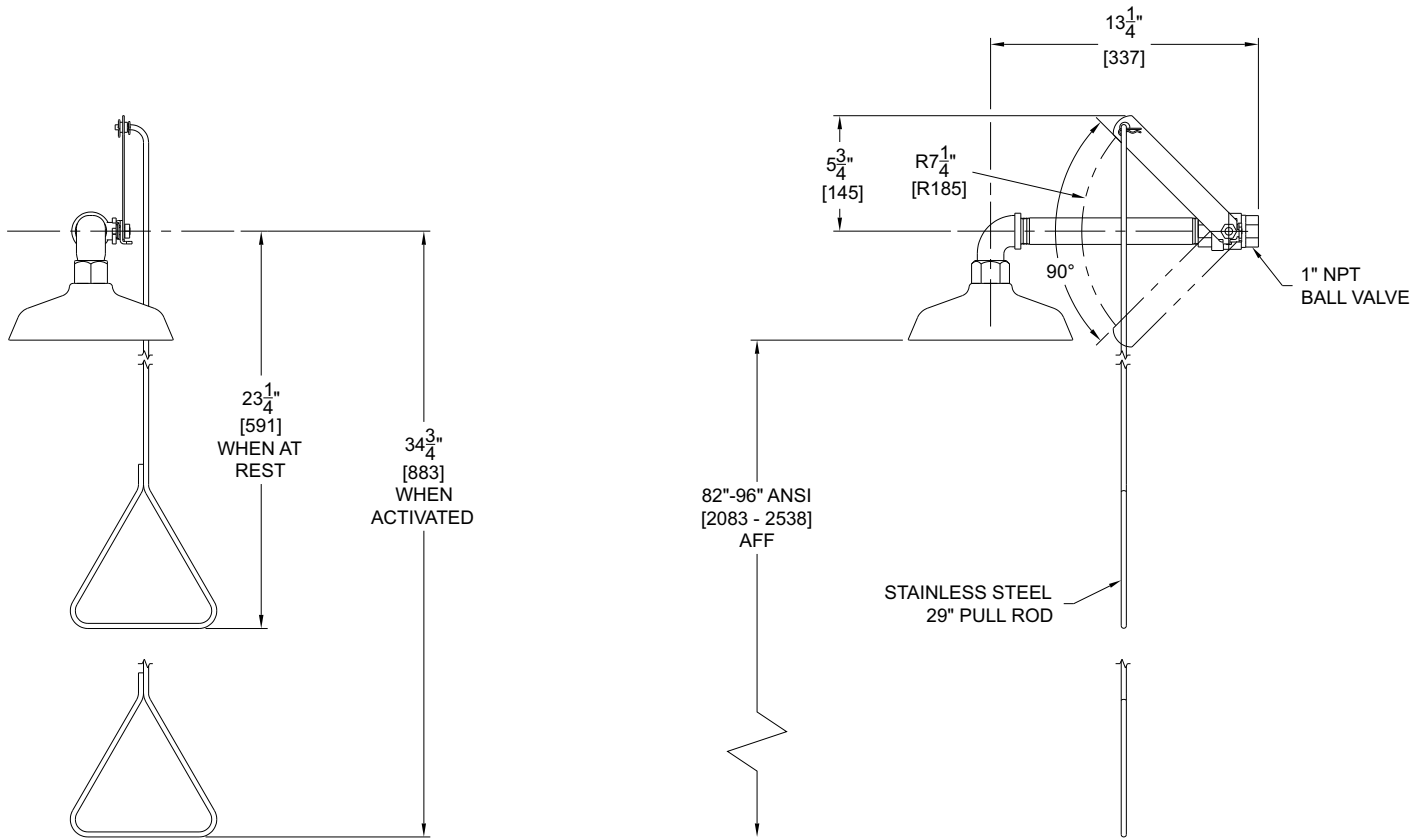 23 1/4"
[591]
WHEN AT
REST
34 3/4"
[883]
WHEN
ACTIVATED
13 1/4"
[337]
5 3/4"
[145]
R7 1/4"
[R185]
90°
1" NPT
BALL VALVE
82"-96" ANSI
[2083 - 2538]
AFF
STAINLESS STEEL
29" PULL ROD